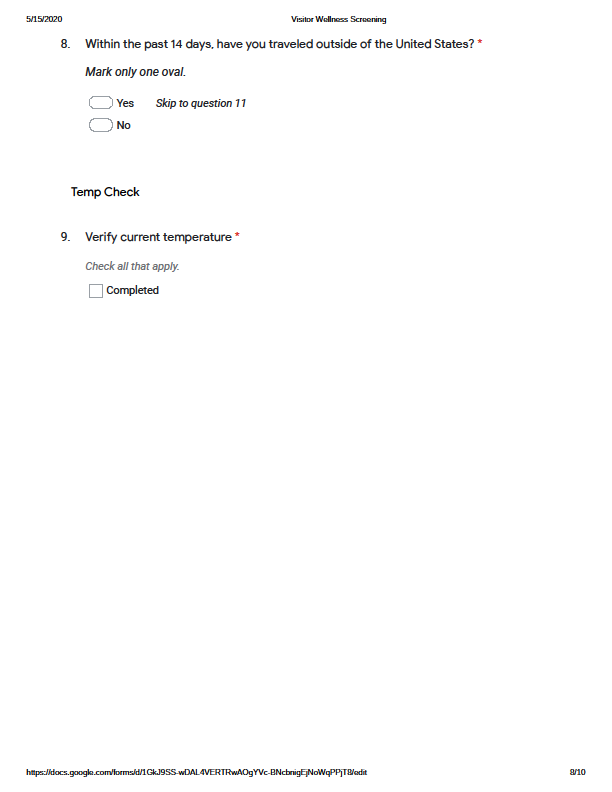 5/15/2020 Visitor Wellness Screening
8. Within the past 14 days, have you traveled outside of the United States? *
Mark only one oval.
Yes Skip to question 11
No
Temp Check
9. Verify current temperature *
Check all that apply.
Completed
https://docs.google.com/forms/d/1GkJ9SS-wDAL4VERTRwAOgYVc-BNcbnigEjNoWqPPjT8/edit 8/10